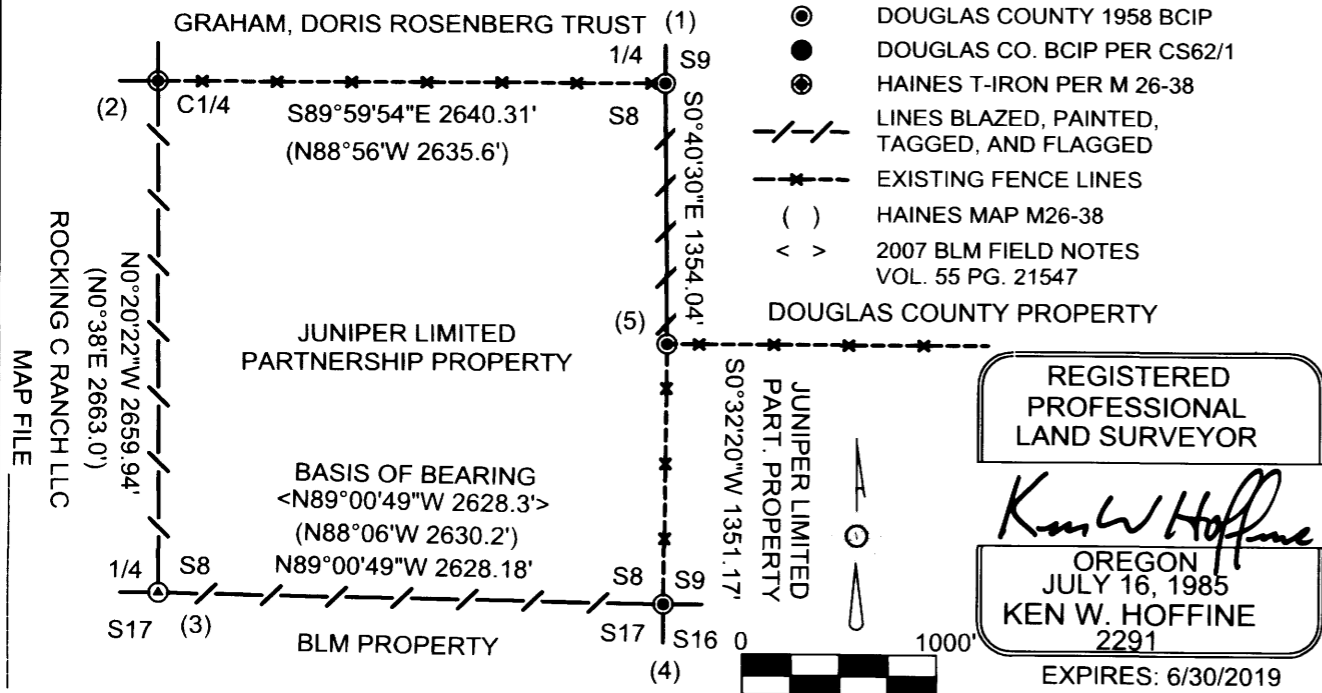 GRAHAM, DORIS ROSENBERG TRUST
(1)
1/4
S9
(2)
C1/4
S89°59'54"E 2640.31'
(N88°56'W 2635.6')
S8
S0°40'30"E 1354.04'
DOUGLAS COUNTY 1958 BCIP
DOUGLAS CO. BCIP PER CS62/1
HAINES T-IRON PER M 26-38
LINES BLAZED, PAINTED,
TAGGED, AND FLAGGED
EXISTING FENCE LINES
( ) HAINES MAP M26-38
< > 2007 BLM FIELD NOTES
VOL. 55 PG. 21547
DOUGLAS COUNTY PROPERTY
(5)
N0°20'22"W 2659.94'
(N0°38'E 2663.0')
ROCKING C RANCH LLC
MAP FILE
JUNIPER LIMITED
PARTNERSHIP PROPERTY
S0°32'20"W 1351.17'
JUNIPER LIMITED
PART. PROPERTY
BASIS OF BEARING
<N89°00'49"W 2628.3'>
(N88°06'W 2630.2')
N89°00'49"W 2628.18'
1/4
S8
S17
(3)
S8
S9
S17
S16
(4)
BLM PROPERTY
0
1000'
REGISTERED
PROFESSIONAL
LAND SURVEYOR
Ken W Hoffine
OREGON
JULY 16, 1985
KEN W. HOFFINE
2291
EXPIRES: 6/30/2019